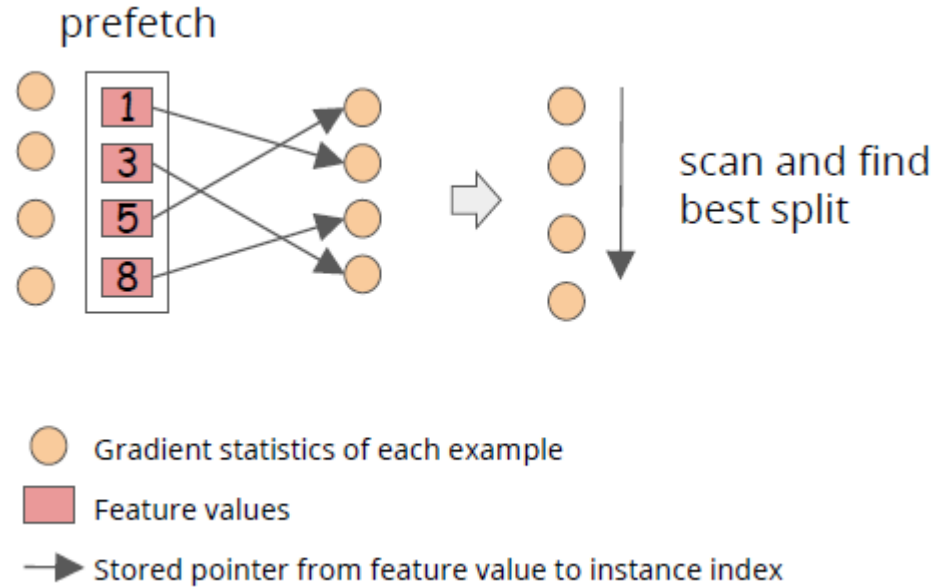 prefetch
1
3
5
8
scan and find
best split
Gradient statistics of each example
Feature values
Stored pointer from feature value to instance index